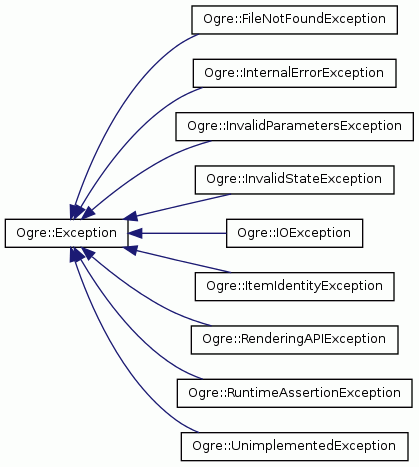 Ogre::FileNotFoundException
Ogre::InternalErrorException
Ogre::InvalidParametersException
Ogre::InvalidStateException
Ogre::Exception
Ogre::IOException
Ogre::ItemIdentityException
Ogre::RenderingAPIException
Ogre::RuntimeAssertionException
Ogre::UnimplementedException